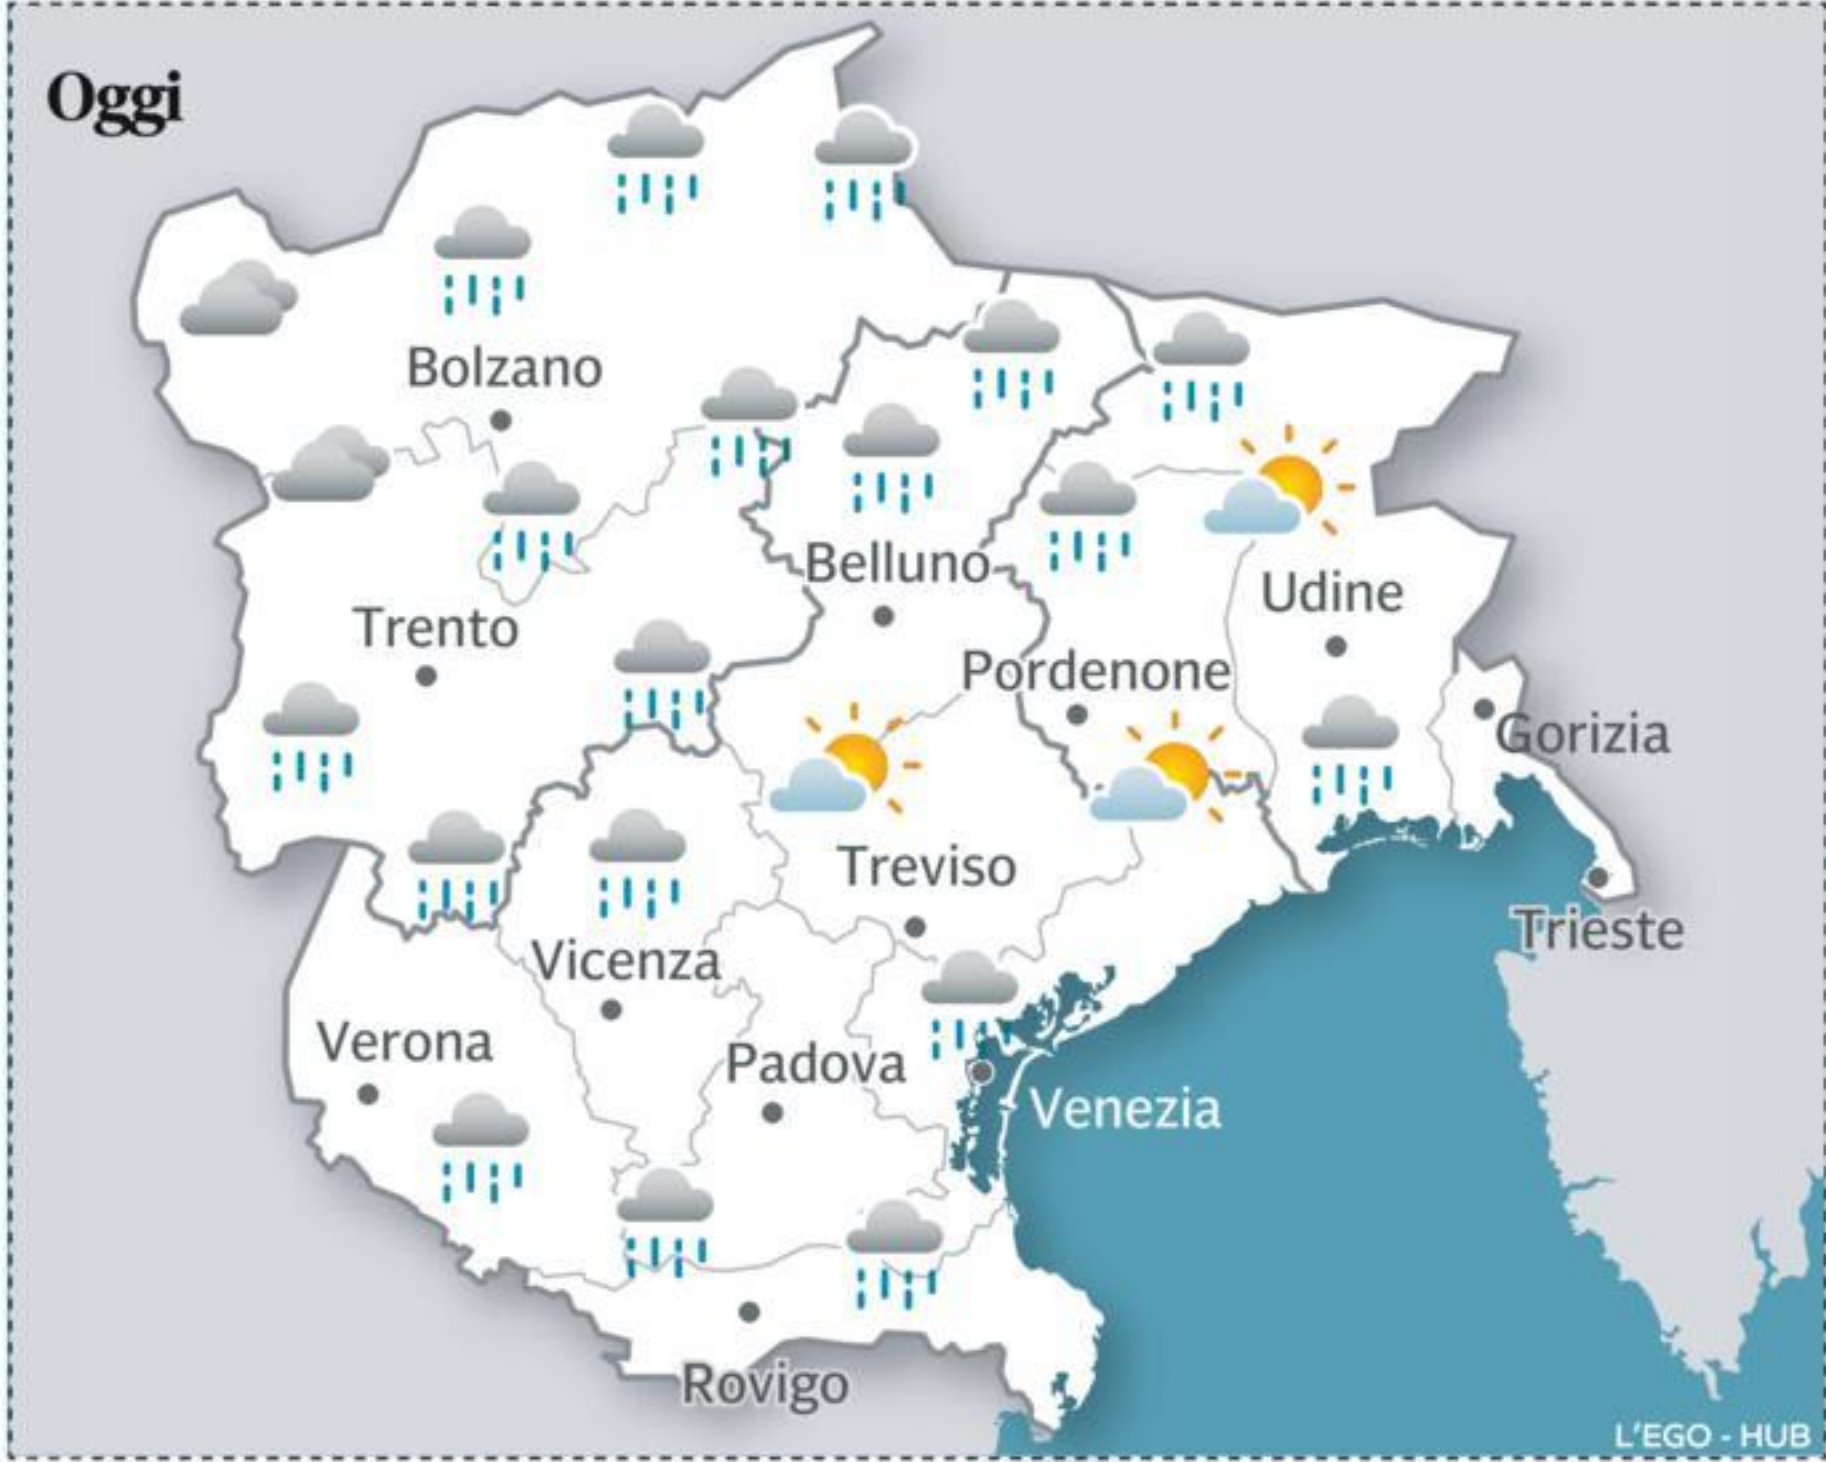 Oggi
Bolzano
Belluno
Udine
Trento
Pordenone
Gorizia
Treviso
Trieste
Vicenza
Verona
Padova
Venezia
Rovigo
L'EGO - HUB